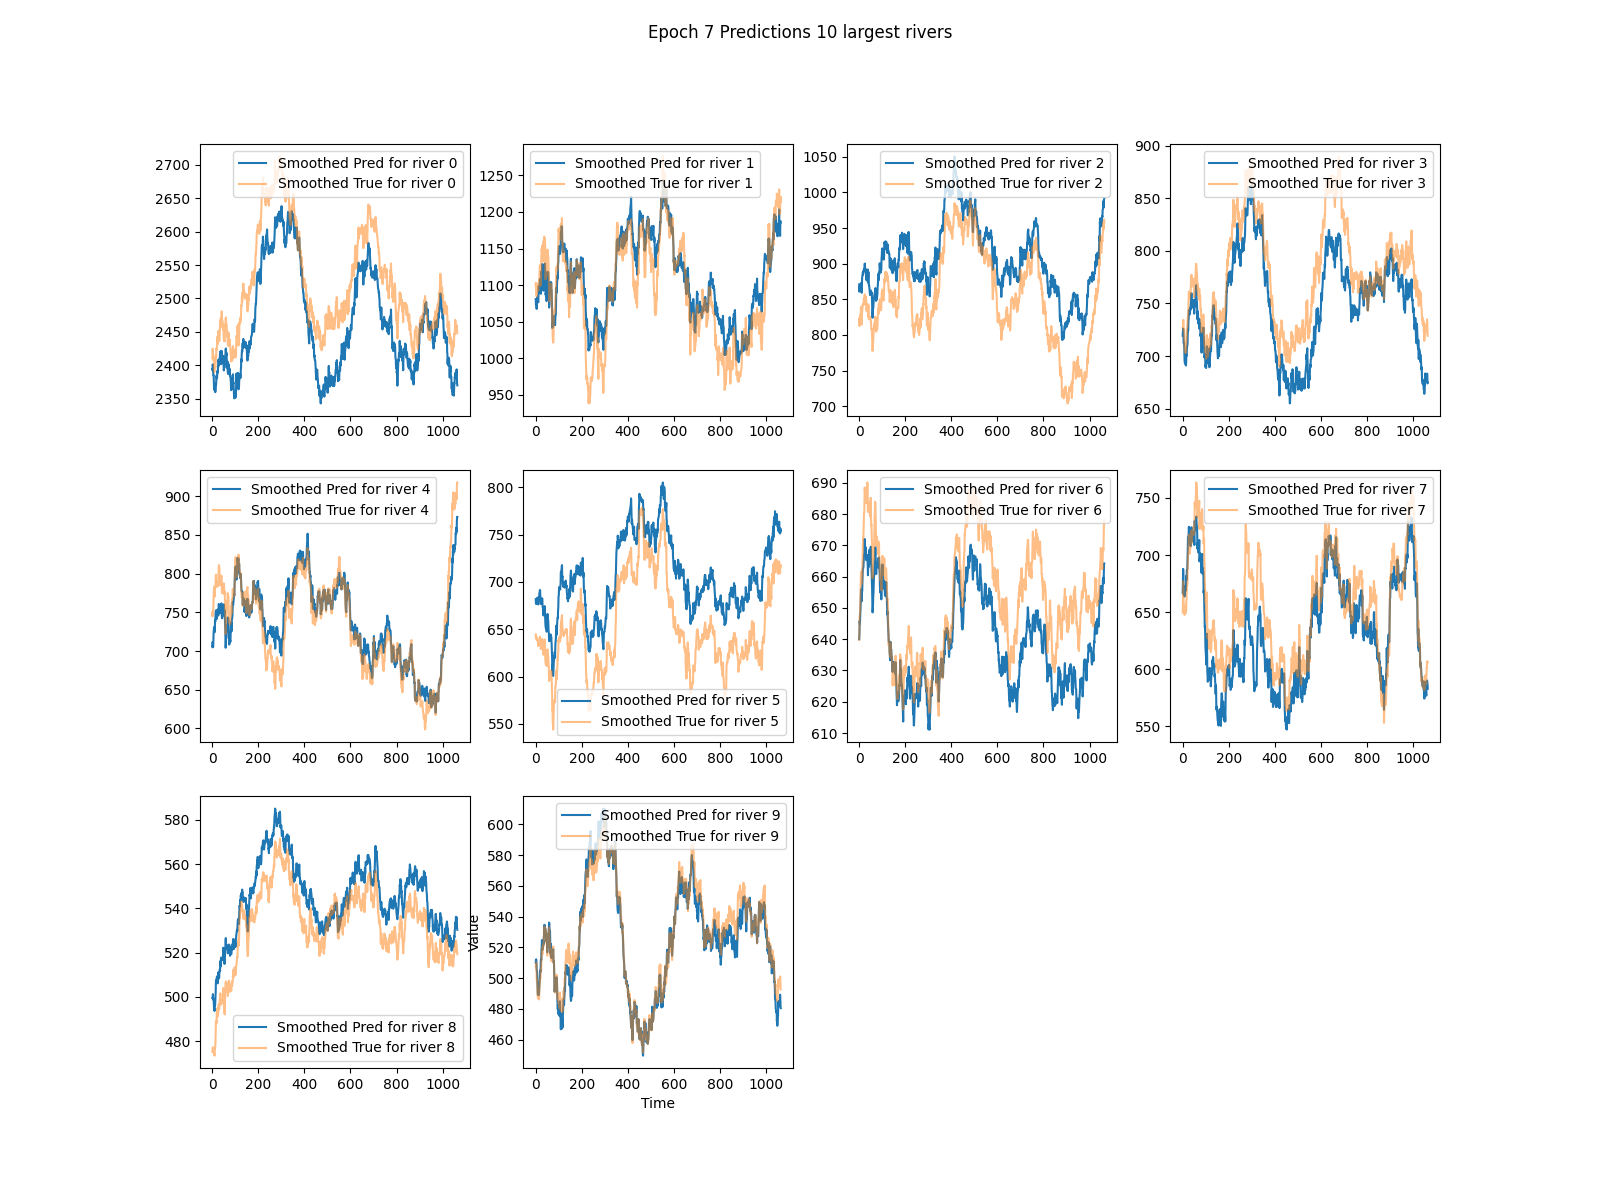 Epoch 7 Predictions 10 largest rivers
Smoothed Pred for river 0
Smoothed True for river 0
2700
2650
2600
2550
2500
2450
2400
2350
0 200 400 600 800 1000
Smoothed Pred for river 1
Smoothed True for river 1
1250
1200
1150
1100
1050
1000
950
0 200 400 600 800 1000
Smoothed Pred for river 2
Smoothed True for river 2
1050
1000
950
900
850
800
750
700
0 200 400 600 800 1000
Smoothed Pred for river 3
Smoothed True for river 3
900
850
800
750
700
650
0 200 400 600 800 1000
Smoothed Pred for river 4
Smoothed True for river 4
900
850
800
750
700
650
600
0 200 400 600 800 1000
800
750
700
650
600
550
Smoothed Pred for river 5
Smoothed True for river 5
0 200 400 600 800 1000
Smoothed Pred for river 6
Smoothed True for river 6
690
680
670
660
650
640
630
620
610
0 200 400 600 800 1000
Smoothed Pred for river 7
Smoothed True for river 7
750
700
650
600
550
0 200 400 600 800 1000
580
560
540
520
500
480
Smoothed Pred for river 8
Smoothed True for river 8
0 200 400 600 800 1000
Value
Smoothed Pred for river 9
Smoothed True for river 9
600
580
560
540
520
500
480
460
0 200 400 600 800 1000
Time